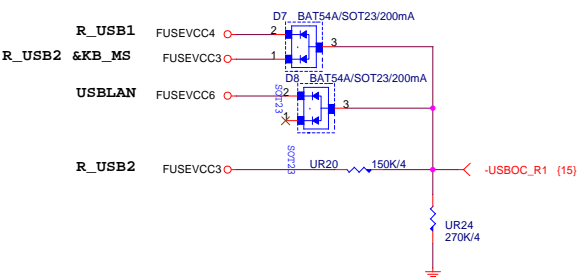 D7 BAT54A/SOT23/200mA
R_USB1 FUSEVCC4 2
3
R_USB2 &KB_MS FUSEVCC3 1
D8 BAT54A/SOT23/200mA
USBLAN FUSEVCC6 2
SOT23
3
1
SOT23
R_USB2 FUSEVCC3 UR20 150K/4 -USBOC_R1 {15}
UR24
270K/4